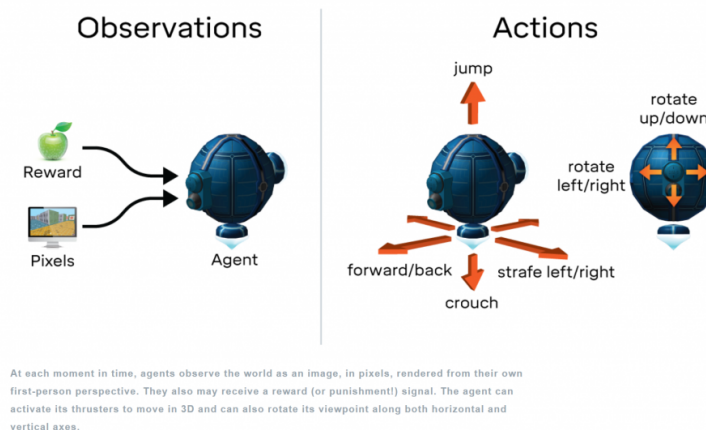 Observations
Actions
Reward
Pixels
Agent
jump
forward/back
strafe left/right
crouch
rotate
up/down
rotate
left/right
At each moment in time, agents observe the world as an image, in pixels, rendered from their own
first-person perspective. They also may receive a reward (or punishment!) signal. The agent can
activate its thrusters to move in 3D and can also rotate its viewpoint along both horizontal and
vertical axes.